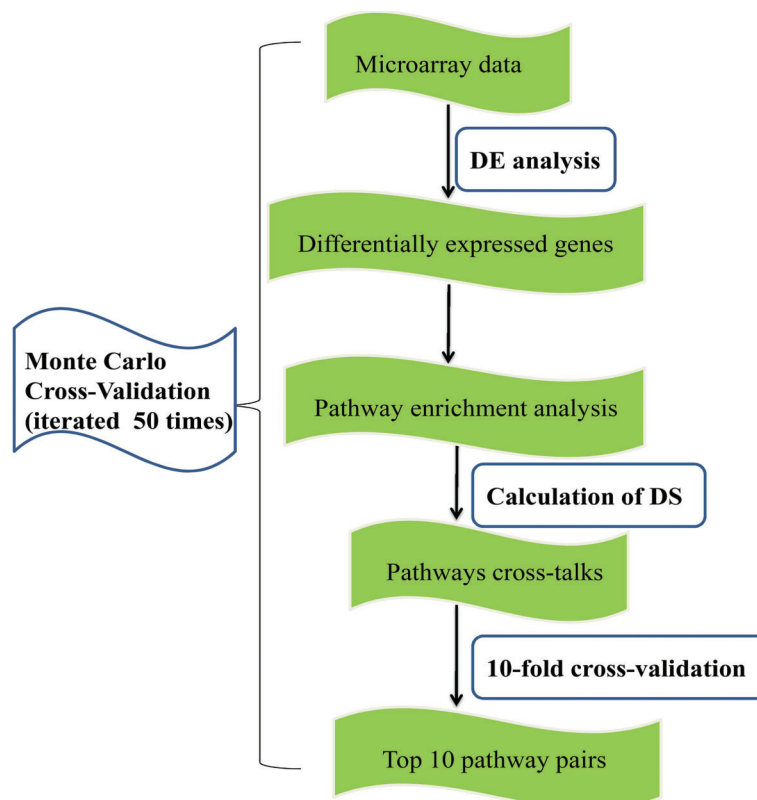 Microarray data
DE analysis
Differentially expressed genes
Monte Carlo
Cross-Validation
(iterated 50 times)
Pathway enrichment analysis
Calculation of DS
Pathways cross-talks
10-fold cross-validation
Top 10 pathway pairs